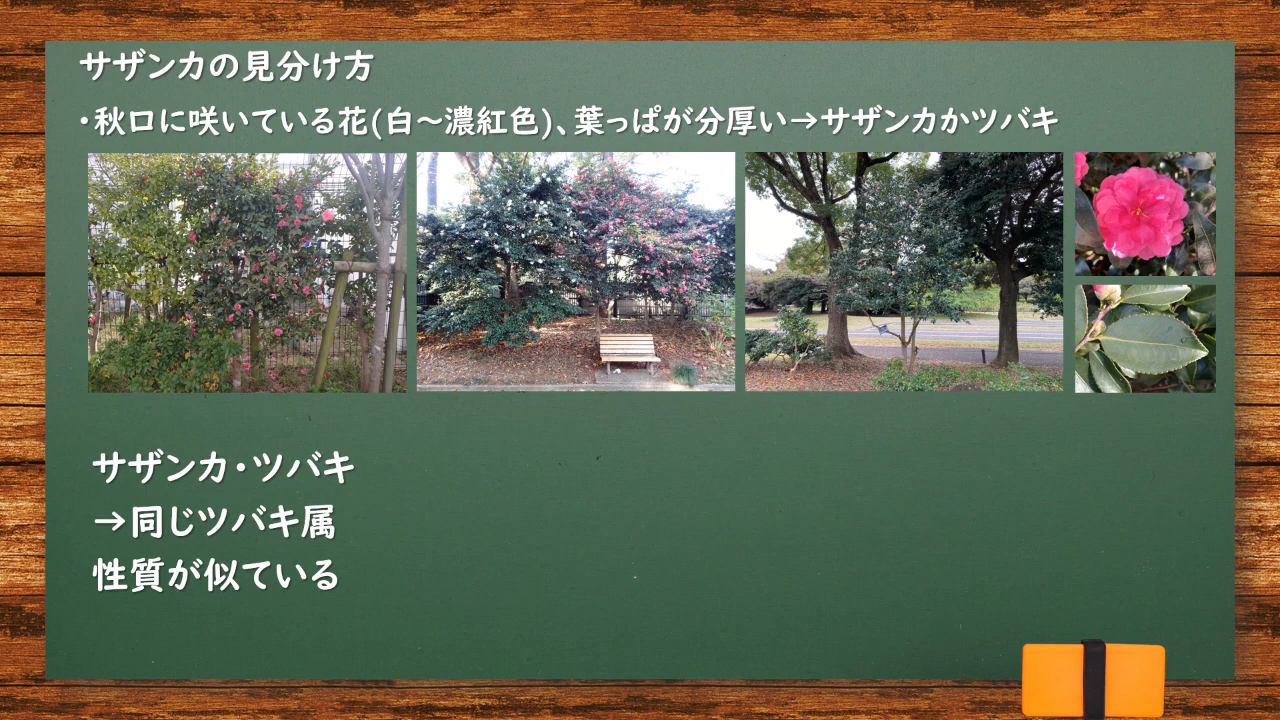 サザンカの見分け方
・秋口に咲いている花(白～濃紅色)、葉っぱが分厚い→サザンカかツバキ
サザンカ・ツバキ
→同じツバキ属
性質が似ている